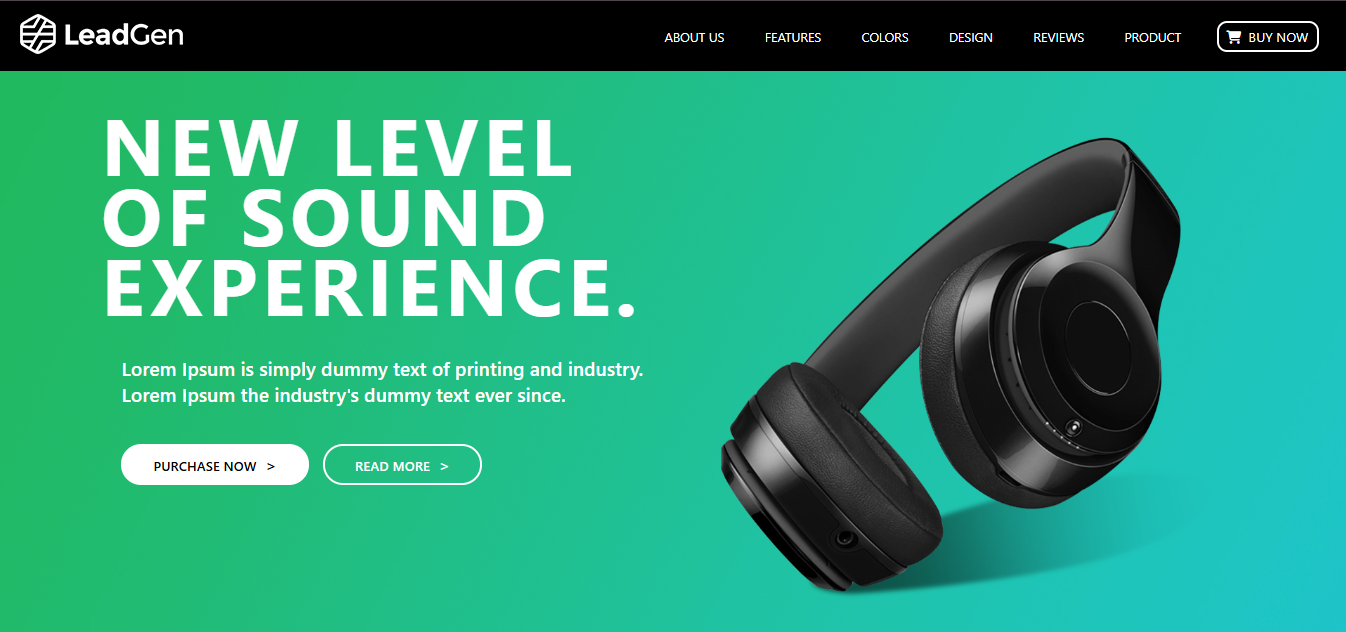 LeadGen
ABOUT US
FEATURES
COLORS
DESIGN
REVIEWS
PRODUCT
BUY NOW
NEW LEVEL
OF SOUND
EXPERIENCE.
Lorem Ipsum is simply dummy text of printing and industry.
Lorem Ipsum the industry's dummy text ever since.
PURCHASE NOW >
READ MORE >